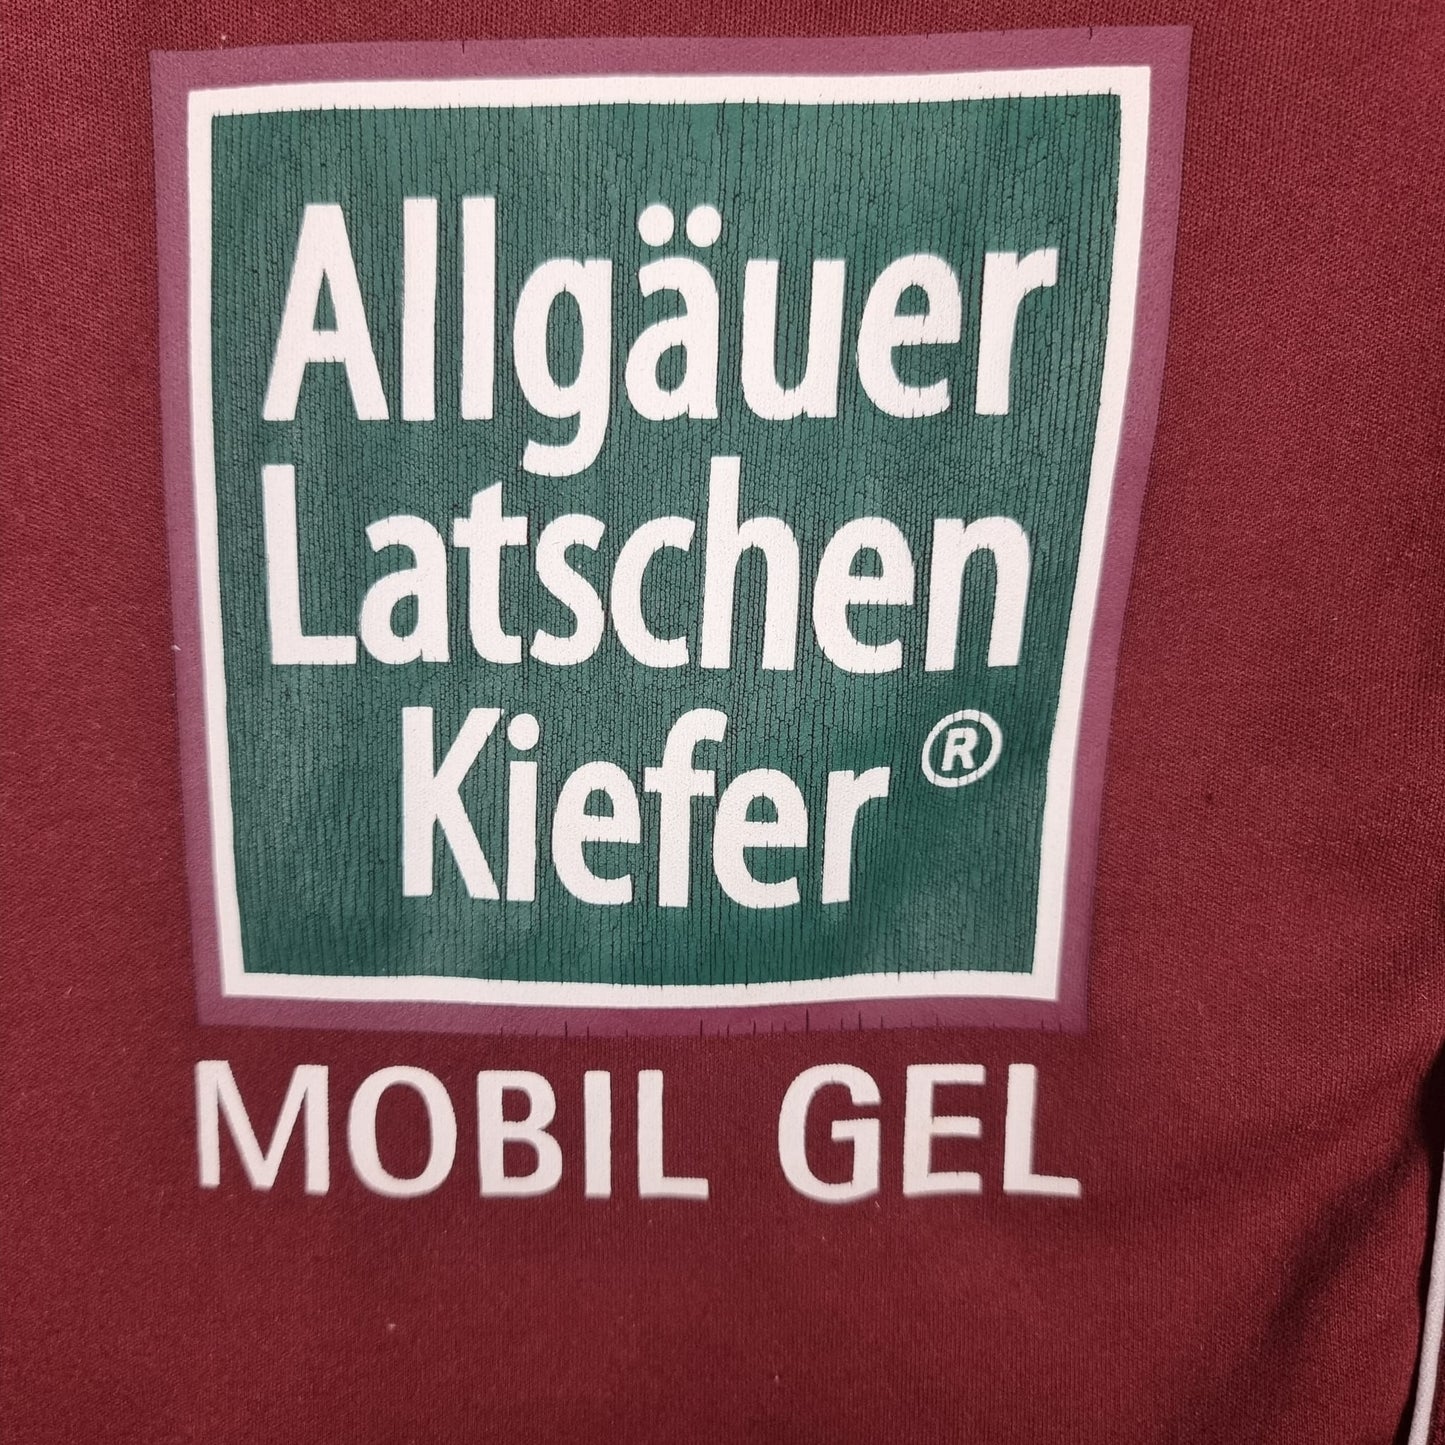 Allgäuer
Latschen
Kiefer ®
MOBIL GEL